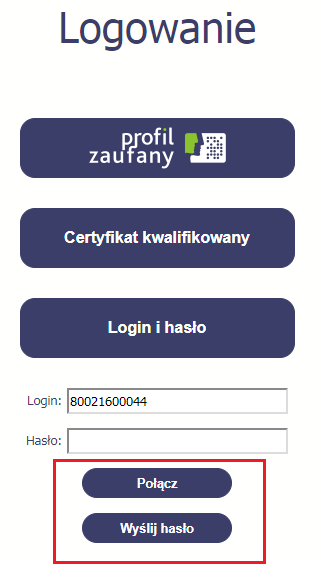 Logowanie
profil
zaufany
Certyfikat kwalifikowany
Login i hasło
Login: 80021600044
Hasło:
Połącz
Wyślij hasło